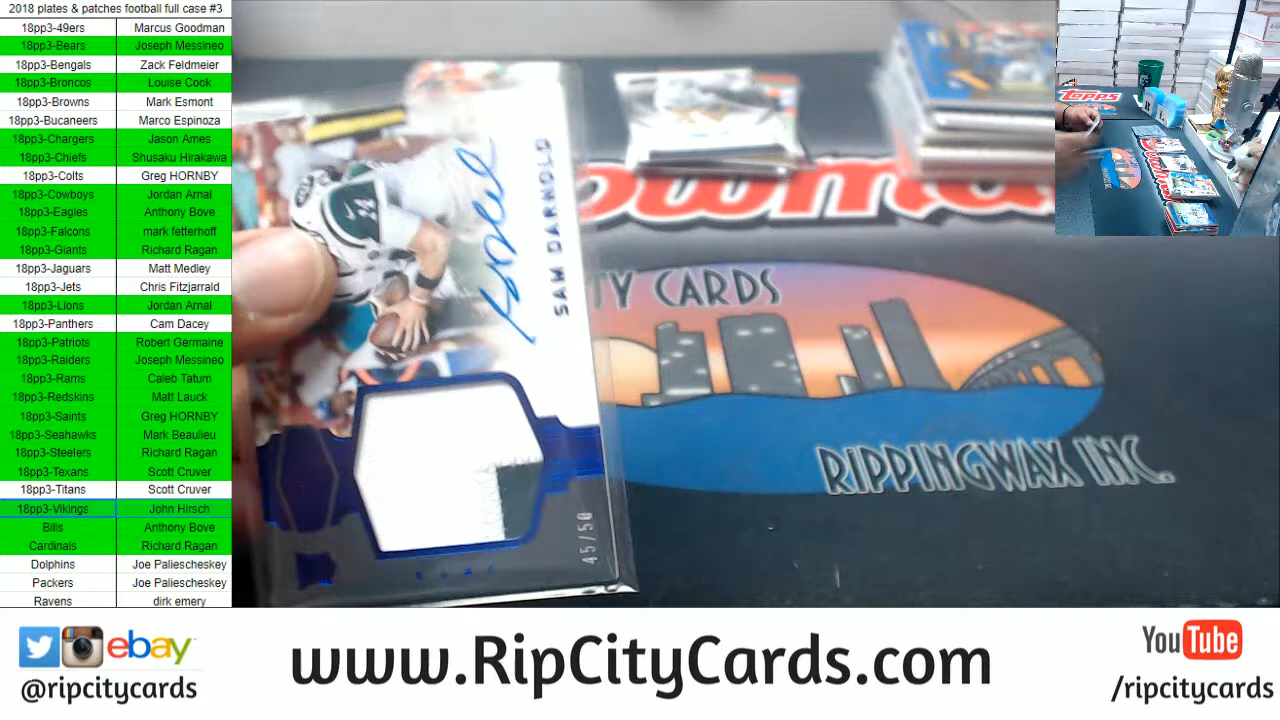 2018 plates & patches football full case #3
18pp3-49ers Marcus Goodman
18pp3-Bears Joseph Messineo
18pp3-Bengals Zack Feldmeier
18pp3-Broncos Louise Cook
18pp3-Browns Mark Esmont
18pp3-Bucaneers Marco Espinoza
18pp3-Chargers Jason Ames
18pp3-Chiefs Shusaku Hirakawa
18pp3-Colts Greg HORNBY
18pp3-Cowboys Jordan Arnal
18pp3-Eagles Anthony Bove
18pp3-Falcons mark fetterhoff
18pp3-Giants Richard Ragan
18pp3-Jaguars Matt Medley
18pp3-Jets Chris Fitzjarrald
18pp3-Lions Jordan Arnal
18pp3-Panthers Cam Dacey
18pp3-Patriots Robert Germaine
18pp3-Raiders Joseph Messineo
18pp3-Rams Caleb Tatum
18pp3-Redskins Matt Lauck
18pp3-Saints Greg HORNBY
18pp3-Seahawks Mark Beaulieu
18pp3-Steelers Richard Ragan
18pp3-Texans Scott Cruver
18pp3-Titans Scott Cruver
18pp3-Vikings John Hirsch
Bills Anthony Bove
Cardinals Richard Ragan
Dolphins Joe Paliescheskey
Packers Joe Paliescheskey
Ravens dirk emery
SAM DARNOLD
45/50
TY CARDS
RIPPINGWAX INC.
Topps
Bowman
ebay
@ripcitycards
www.RipCityCards.com
YouTube
/ripcitycards